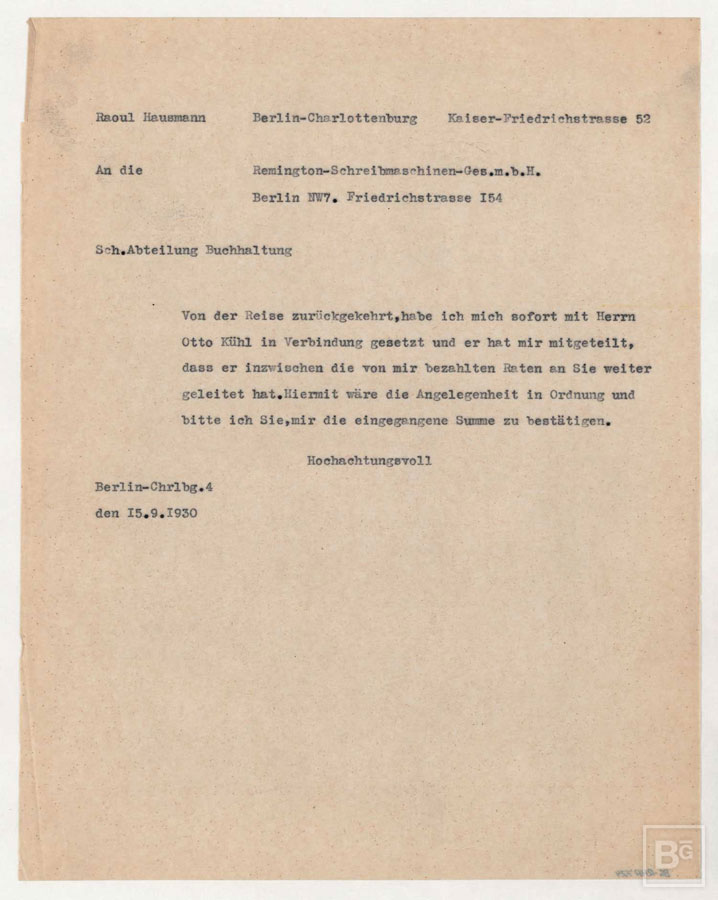 Raoul Hausmann Berlin-Charlottenburg Kaiser-Friedrichstrasse 52
An die Remington-Schreibmaschinen-Ges.m.b.H.
Berlin NW7. Friedrichstrasse I54
Sch.Abteilung Buchhaltung
Von der Reise zurückgekehrt,habe ich mich sofort mit Herrn
Otto Kühl in Verbindung gesetzt und er hat mir mitgeteilt,
dass er inzwischen die von mir bezahlten Raten an Sie weiter
geleitet hat.Hiermit wäre die Angelegenheit in Ordnung und
bitte ich Sie,mir die eingegangene Summe zu bestätigen.
Hochachtungsvoll
Berlin-Chrlbg.4
den I5.9.I930
BG